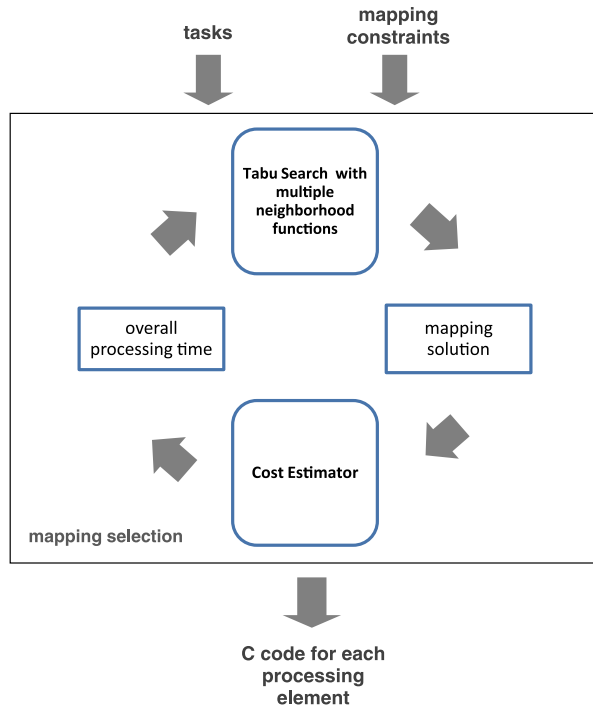 tasks
mapping
constraints
Tabu Search with
multiple
neighborhood
functions
overall
processing time
mapping
solution
Cost Estimator
mapping selection
C code for each
processing
element